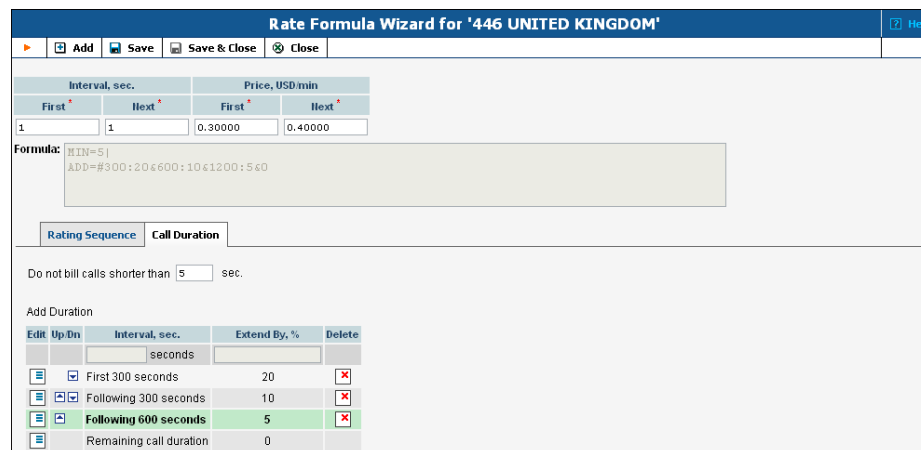 Rate Formula Wizard for '446 UNITED KINGDOM'
? He
Add Save Save & Close Close
Interval, sec. Price, USD/min
First * Next * First * Next *
1 1 0.30000 0.40000
Formula: MIN=5|
ADD=#300:20&600:10&1200:5&0
Rating Sequence Call Duration
Do not bill calls shorter than 5 sec.
Add Duration
Edit Up/Dn Interval, sec. Extend By, % Delete
seconds
First 300 seconds 20
Following 300 seconds 10
Following 600 seconds 5
Remaining call duration 0